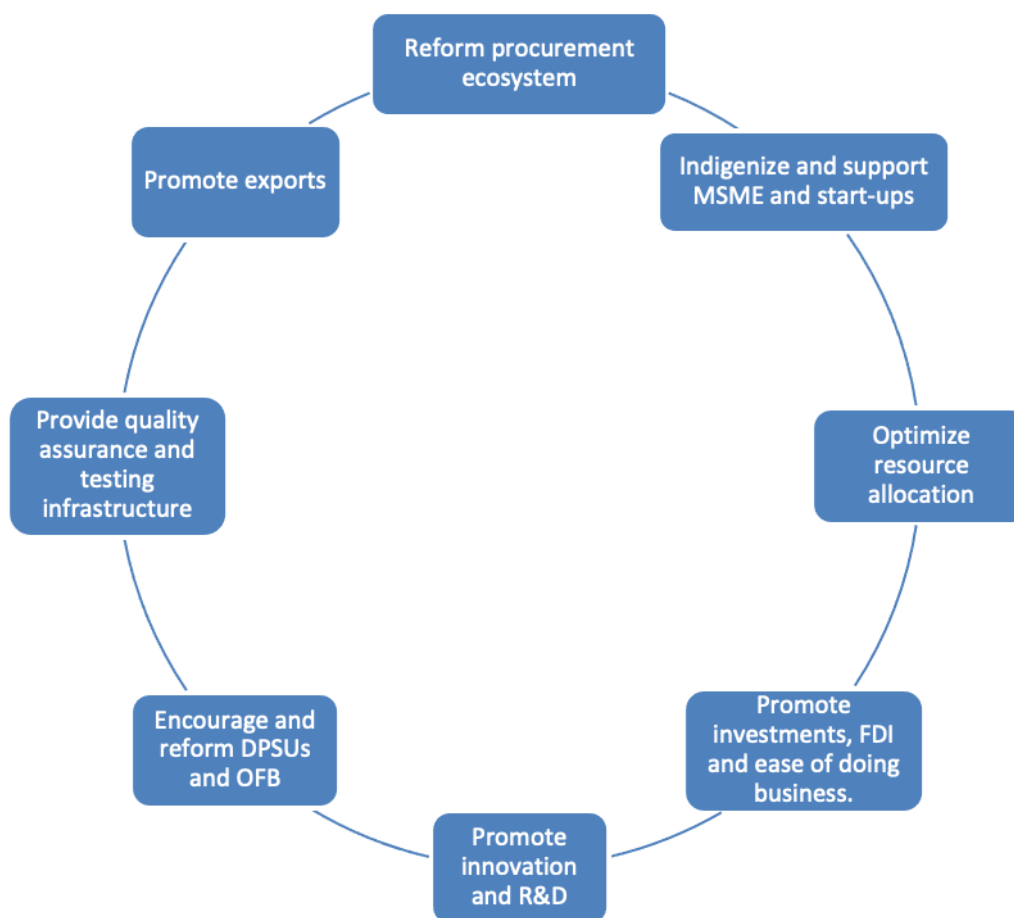 Reform procurement
ecosystem
Indigenize and support
MSME and start-ups
Optimize
resource
allocation
Promote
investments, FDI
and ease of doing
business.
Promote
innovation
and R&D
Encourage and
reform DPSUs
and OFB
Provide quality
assurance and
testing
infrastructure
Promote exports